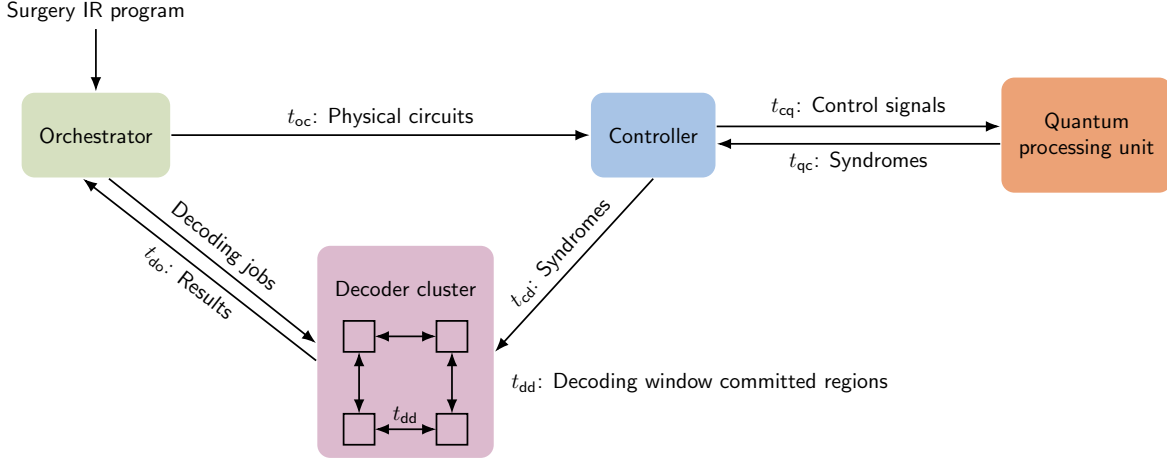 Surgery IR program
Orchestrator
t_oc: Physical circuits
Controller
t_cq: Control signals
t_qc: Syndromes
Quantum
processing unit
Decoding jobs
t_do: Results
t_cd: Syndromes
Decoder cluster
t_dd
t_dd: Decoding window committed regions